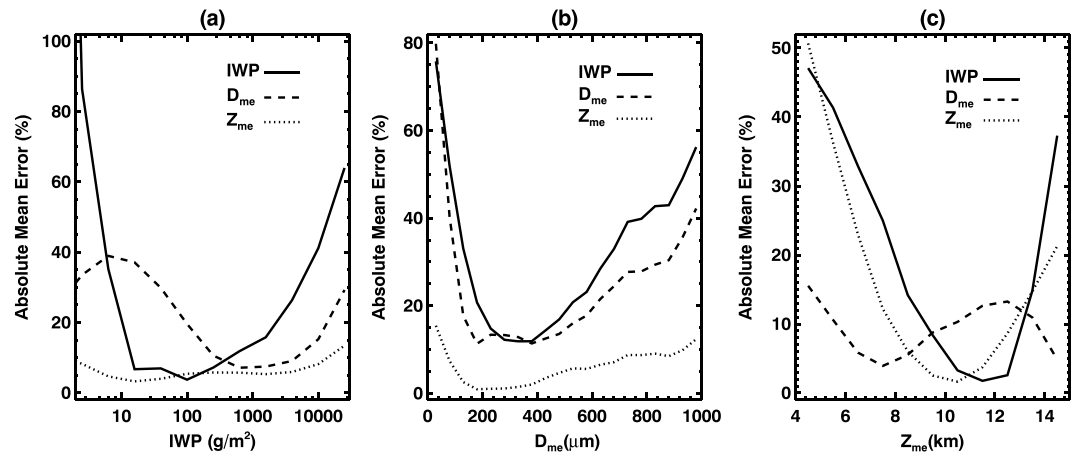 (a)
Absolute Mean Error (%)
100
80
60
40
20
0
IWP
Dme
Zme
10
100
1000
10000
IWP (g/m²)
(b)
Absolute Mean Error (%)
80
60
40
20
0
IWP
Dme
Zme
0
200
400
600
800
1000
Dme(μm)
(c)
Absolute Mean Error (%)
50
40
30
20
10
0
IWP
Dme
Zme
4
6
8
10
12
14
Zme(km)